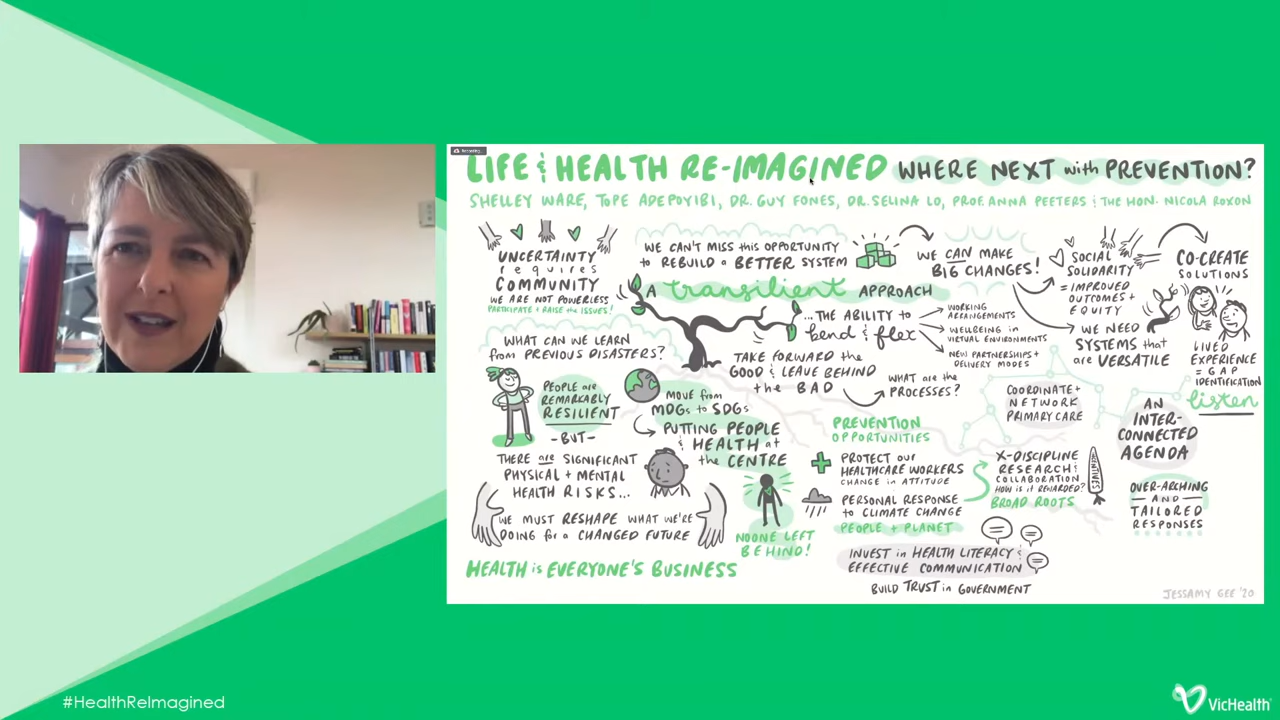 LIFE & HEALTH RE-IMAGINED WHERE NEXT with PREVENTION?
SHELLEY WARE, TOPE ADEPOYIBI, DR. GUY FONES, DR. SELINA LO, PROF. ANNA PEETERS & THE HON. NICOLA ROXON
UNCERTAINTY
requires
COMMUNITY
WE ARE NOT POWERLESS
PARTICIPATE + RAISE the ISSUES!
WE CAN'T MISS this OPPORTUNITY
to REBUILD a BETTER SYSTEM
WE CAN MAKE
BIG CHANGES!
SOCIAL
SOLIDARITY
= IMPROVED
OUTCOMES +
EQUITY
CO-CREATE
SOLUTIONS
A transilient APPROACH
...THE ABILITY to
bend & flex
WORKING
ARRANGEMENTS
WELLBEING in
VIRTUAL ENVIRONMENTS
NEW PARTNERSHIPS +
DELIVERY MODES
WE NEED
SYSTEMS that
are VERSATILE
LIVED
EXPERIENCE
= GAP
IDENTIFICATION
listen
WHAT CAN WE LEARN
from PREVIOUS DISASTERS?
TAKE FORWARD the
GOOD & LEAVE BEHIND
the BAD
WHAT are the
PROCESSES?
PEOPLE are
REMARKABLY
RESILIENT
-BUT-
THERE are SIGNIFICANT
PHYSICAL + MENTAL
HEALTH RISKS...
WE MUST RESHAPE WHAT WE'RE
DOING for a CHANGED FUTURE
HEALTH is EVERYONE'S BUSINESS
MOVE from
MDGs to SDGs
PUTTING PEOPLE
& HEALTH at
the CENTRE
NOONE LEFT
BEHIND!
PREVENTION
OPPORTUNITIES
PROTECT our
HEALTHCARE WORKERS
CHANGE in ATTITUDE
PERSONAL RESPONSE
to CLIMATE CHANGE
PEOPLE + PLANET
INVEST in HEALTH LITERACY &
EFFECTIVE COMMUNICATION
BUILD TRUST in GOVERNMENT
COORDINATE +
NETWORK
PRIMARY CARE
X-DISCIPLINE
RESEARCH &
COLLABORATION
HOW is it REWARDED?
BROAD ROOTS
INCENTIVES
AN
INTER-
CONNECTED
AGENDA
OVER-ARCHING
-AND-
TAILORED
RESPONSES
JESSAMY GEE '20
#HealthReImagined
VicHealth